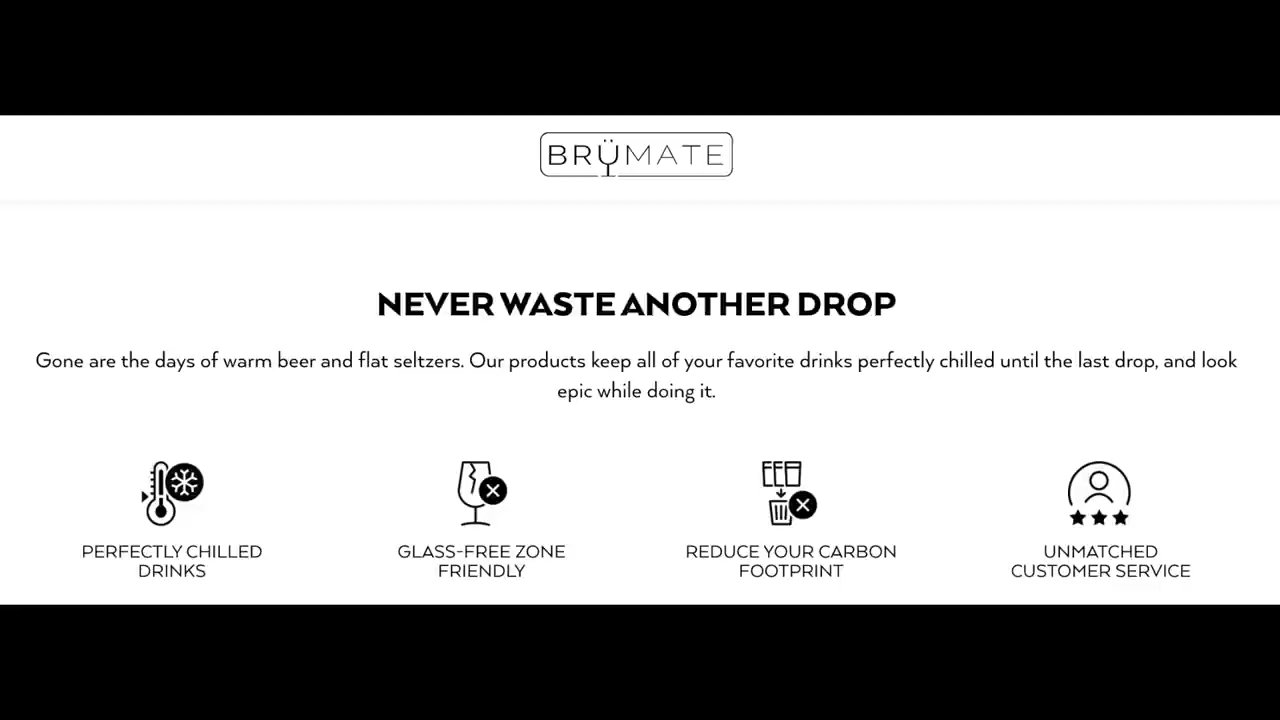 BRÜMATE
NEVER WASTE ANOTHER DROP
Gone are the days of warm beer and flat seltzers. Our products keep all of your favorite drinks perfectly chilled until the last drop, and look
epic while doing it.
PERFECTLY CHILLED
DRINKS
GLASS-FREE ZONE
FRIENDLY
REDUCE YOUR CARBON
FOOTPRINT
UNMATCHED
CUSTOMER SERVICE